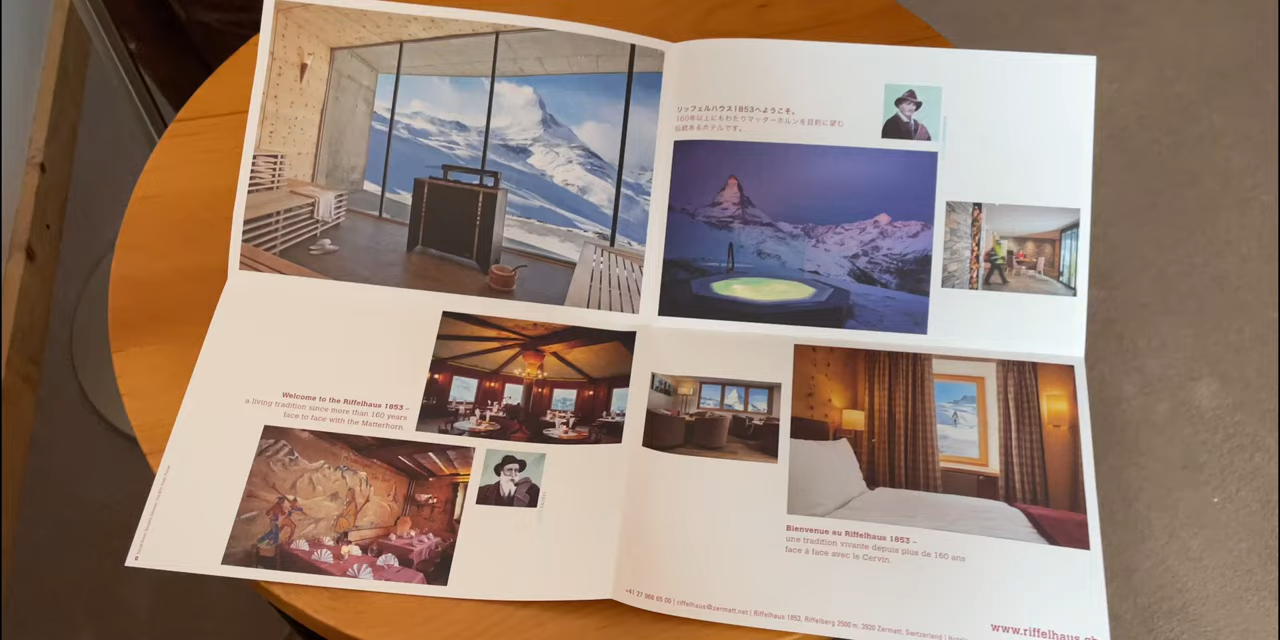 リッフェルハウス1853へようこそ。
160年以上にもわたりマッターホルンを目前に望む
伝統あるホテルです。
Welcome to the Riffelhaus 1853 –
a living tradition since more than 160 years
face to face with the Matterhorn.
Bienvenue au Riffelhaus 1853 –
une tradition vivante depuis plus de 160 ans
face à face avec le Cervin.
+41 27 966 65 00 | riffelhaus@zermatt.net | Riffelhaus 1853, Riffelberg 2500 m, 3920 Zermatt, Switzerland |
www.riffelhaus.ch